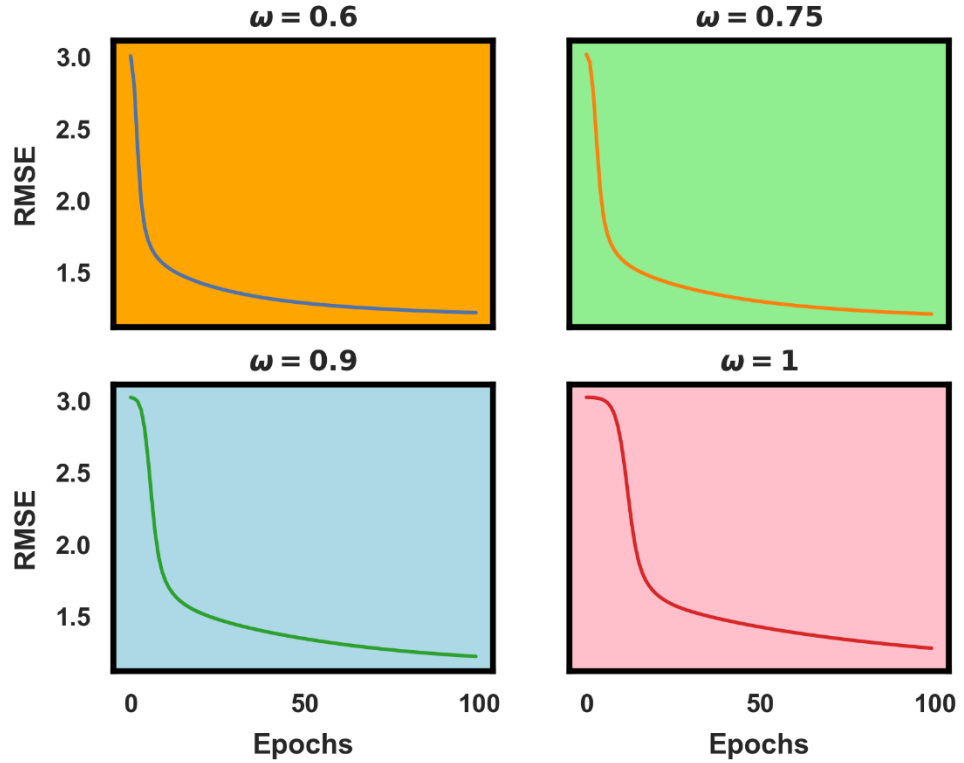 ω = 0.6
ω = 0.75
RMSE
3.0
2.5
2.0
1.5
ω = 0.9
ω = 1
RMSE
3.0
2.5
2.0
1.5
0
50
100
0
50
100
Epochs
Epochs